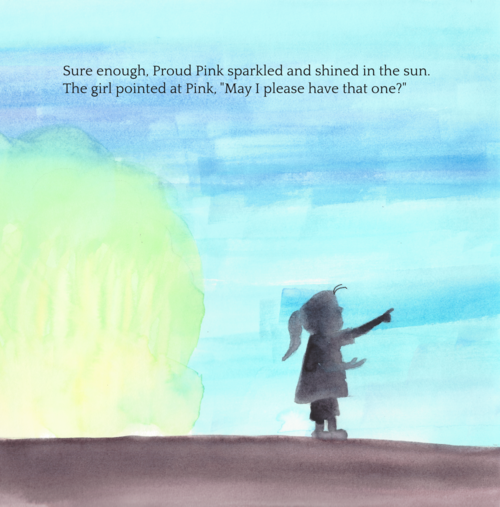 Sure enough, Proud Pink sparkled and shined in the sun.
The girl pointed at Pink, "May I please have that one?"